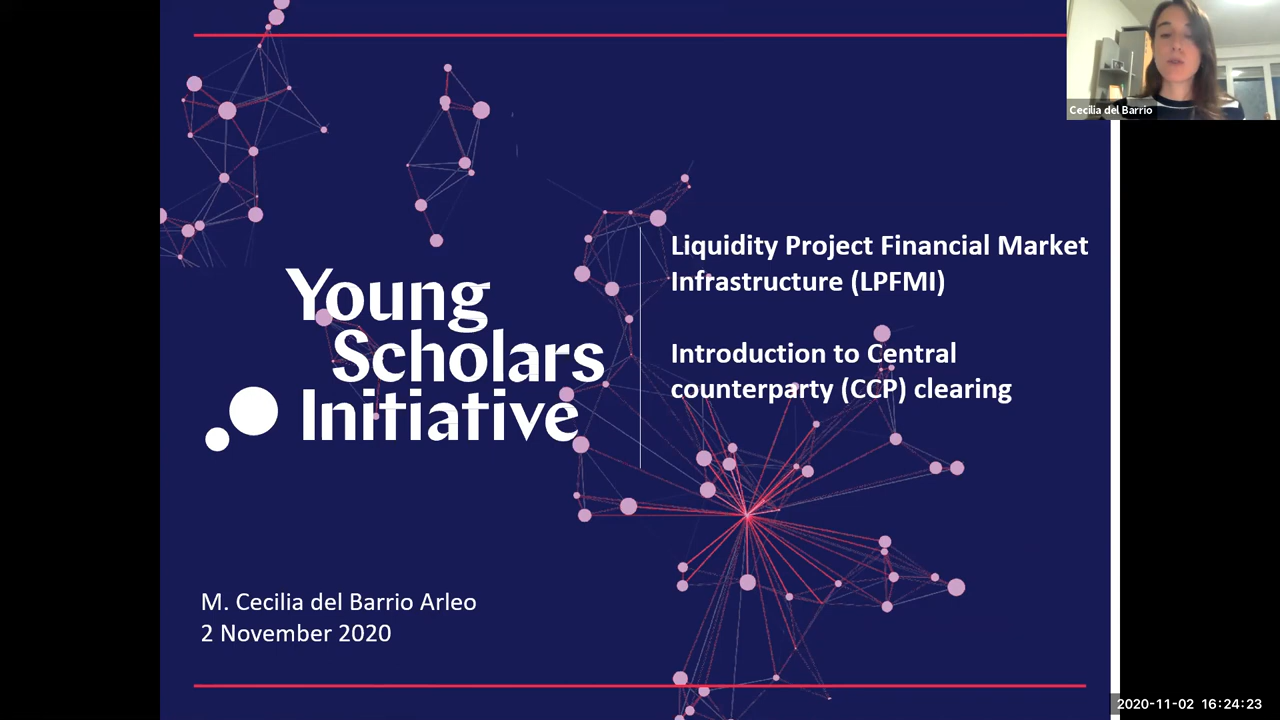 Cecilia del Barrio
Liquidity Project Financial Market
Infrastructure (LPFMI)
Introduction to Central
counterparty (CCP) clearing
Young
Scholars
Initiative
M. Cecilia del Barrio Arleo
2 November 2020
2020-11-02 16:24:23